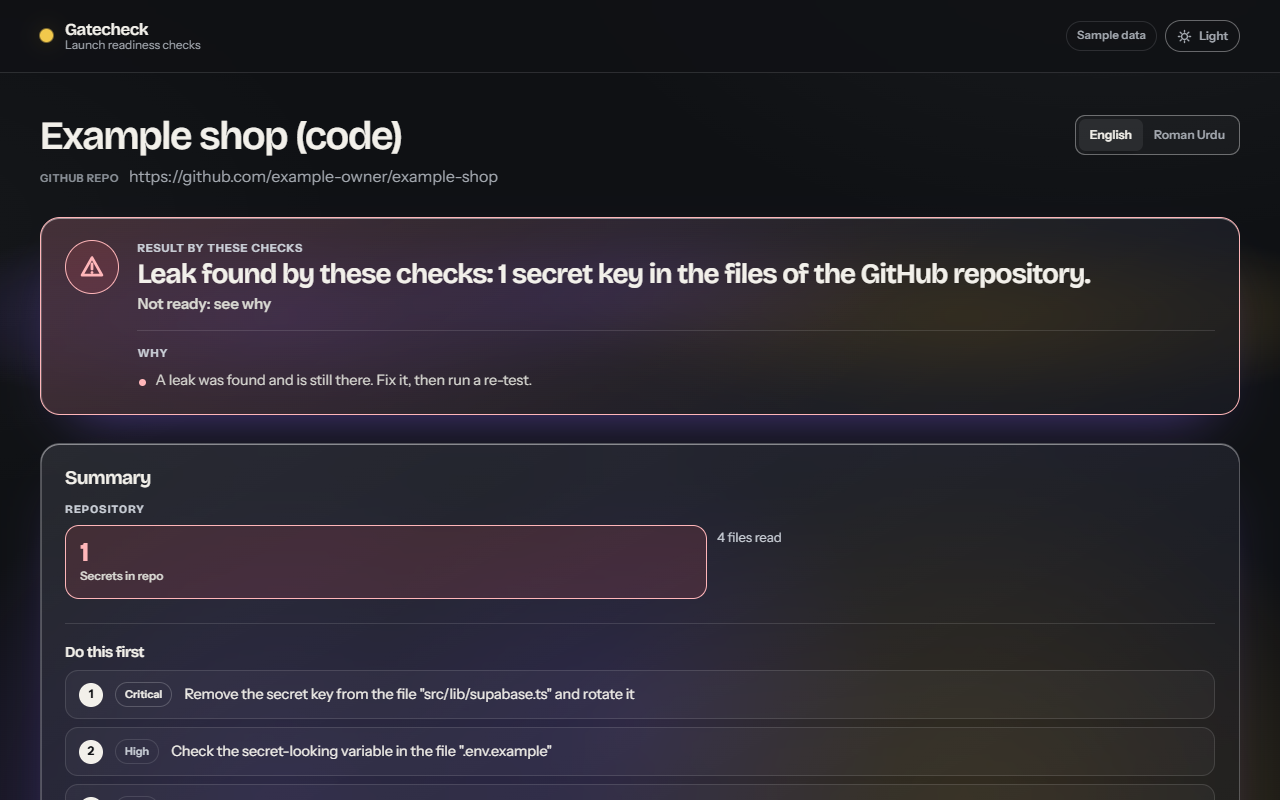 Gatecheck
Launch readiness checks
Sample data
Light
Example shop (code)
English
Roman Urdu
GITHUB REPO https://github.com/example-owner/example-shop
RESULT BY THESE CHECKS
Leak found by these checks: 1 secret key in the files of the GitHub repository.
Not ready: see why
WHY
A leak was found and is still there. Fix it, then run a re-test.
Summary
REPOSITORY
1
Secrets in repo
4 files read
Do this first
1 Critical Remove the secret key from the file "src/lib/supabase.ts" and rotate it
2 High Check the secret-looking variable in the file ".env.example"